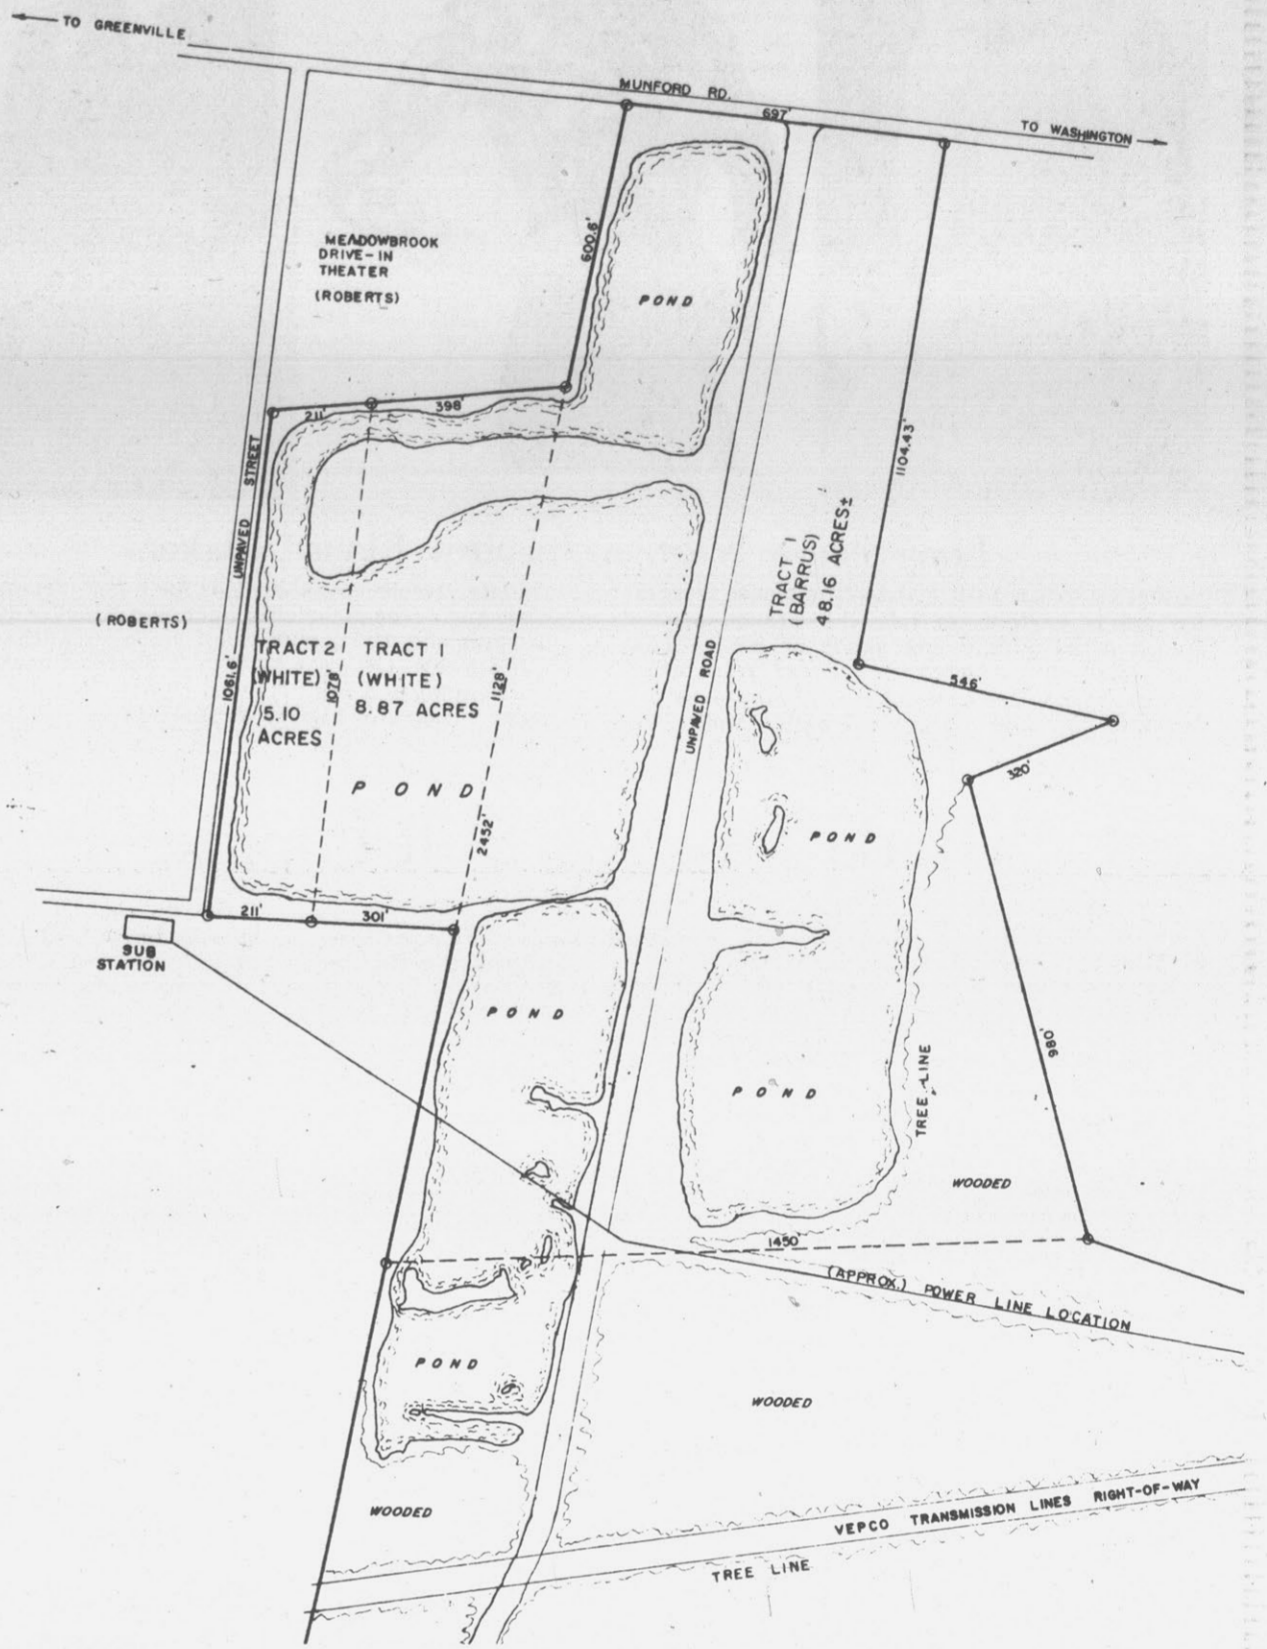 TO GREENVILLE
MUNFORD RD.
697'
TO WASHINGTON
MEADOWBROOK
DRIVE-IN
THEATER
(ROBERTS)
600.6'
POND
211'
398'
UNPAVED STREET
1104.43'
TRACT 1
(BARRUS)
48.16 ACRES±
(ROBERTS)
TRACT 2
(WHITE)
5.10
ACRES
TRACT 1
(WHITE)
8.87 ACRES
1061.6'
1078'
1128'
UNPAVED ROAD
546'
320'
POND
2452'
POND
211'
301'
SUB
STATION
POND
980'
POND
TREE LINE
WOODED
1450'
(APPROX.) POWER LINE LOCATION
POND
WOODED
WOODED
VEPCO TRANSMISSION LINES RIGHT-OF-WAY
TREE LINE